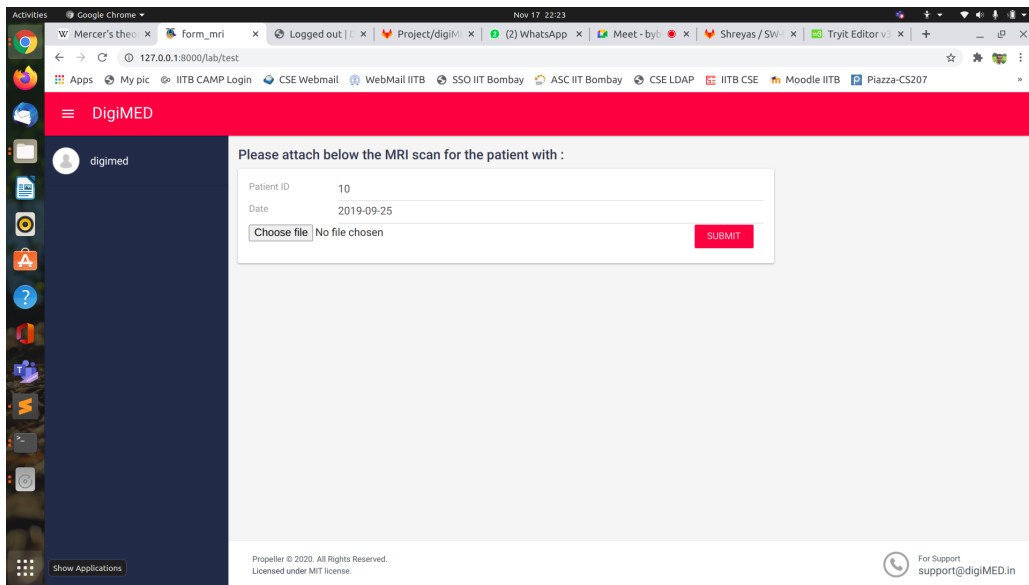 Activities Google Chrome Nov 17 22:23
Mercer's theo form_mri Logged out | Project/digiM (2) WhatsApp Meet - byb Shreyas / SW- Tryit Editor v3
127.0.0.1:8000/lab/test
Apps My pic IITB CAMP Login CSE Webmail WebMail IITB SSO IIT Bombay ASC IIT Bombay CSE LDAP IITB CSE Moodle IITB Piazza-CS207 »
DigiMED
digimed
Please attach below the MRI scan for the patient with :
Patient ID 10
Date 2019-09-25
Choose file No file chosen SUBMIT
Show Applications
Propeller © 2020. All Rights Reserved.
Licensed under MIT license.
For Support
support@digiMED.in